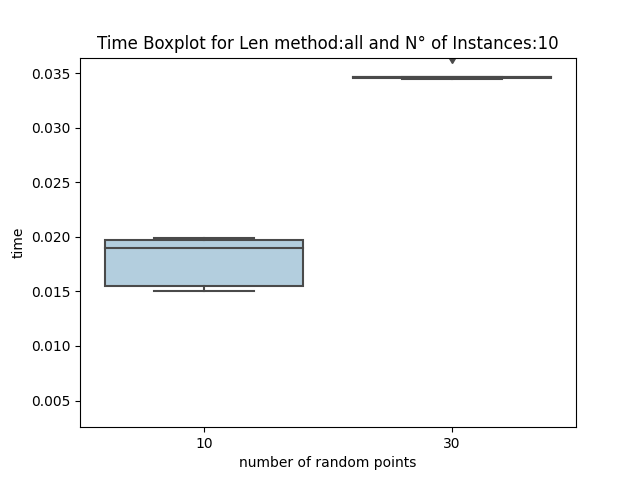 Time Boxplot for Len method:all and N° of Instances:10
0.035
0.030
0.025
0.020
0.015
0.010
0.005
time
10 30
number of random points